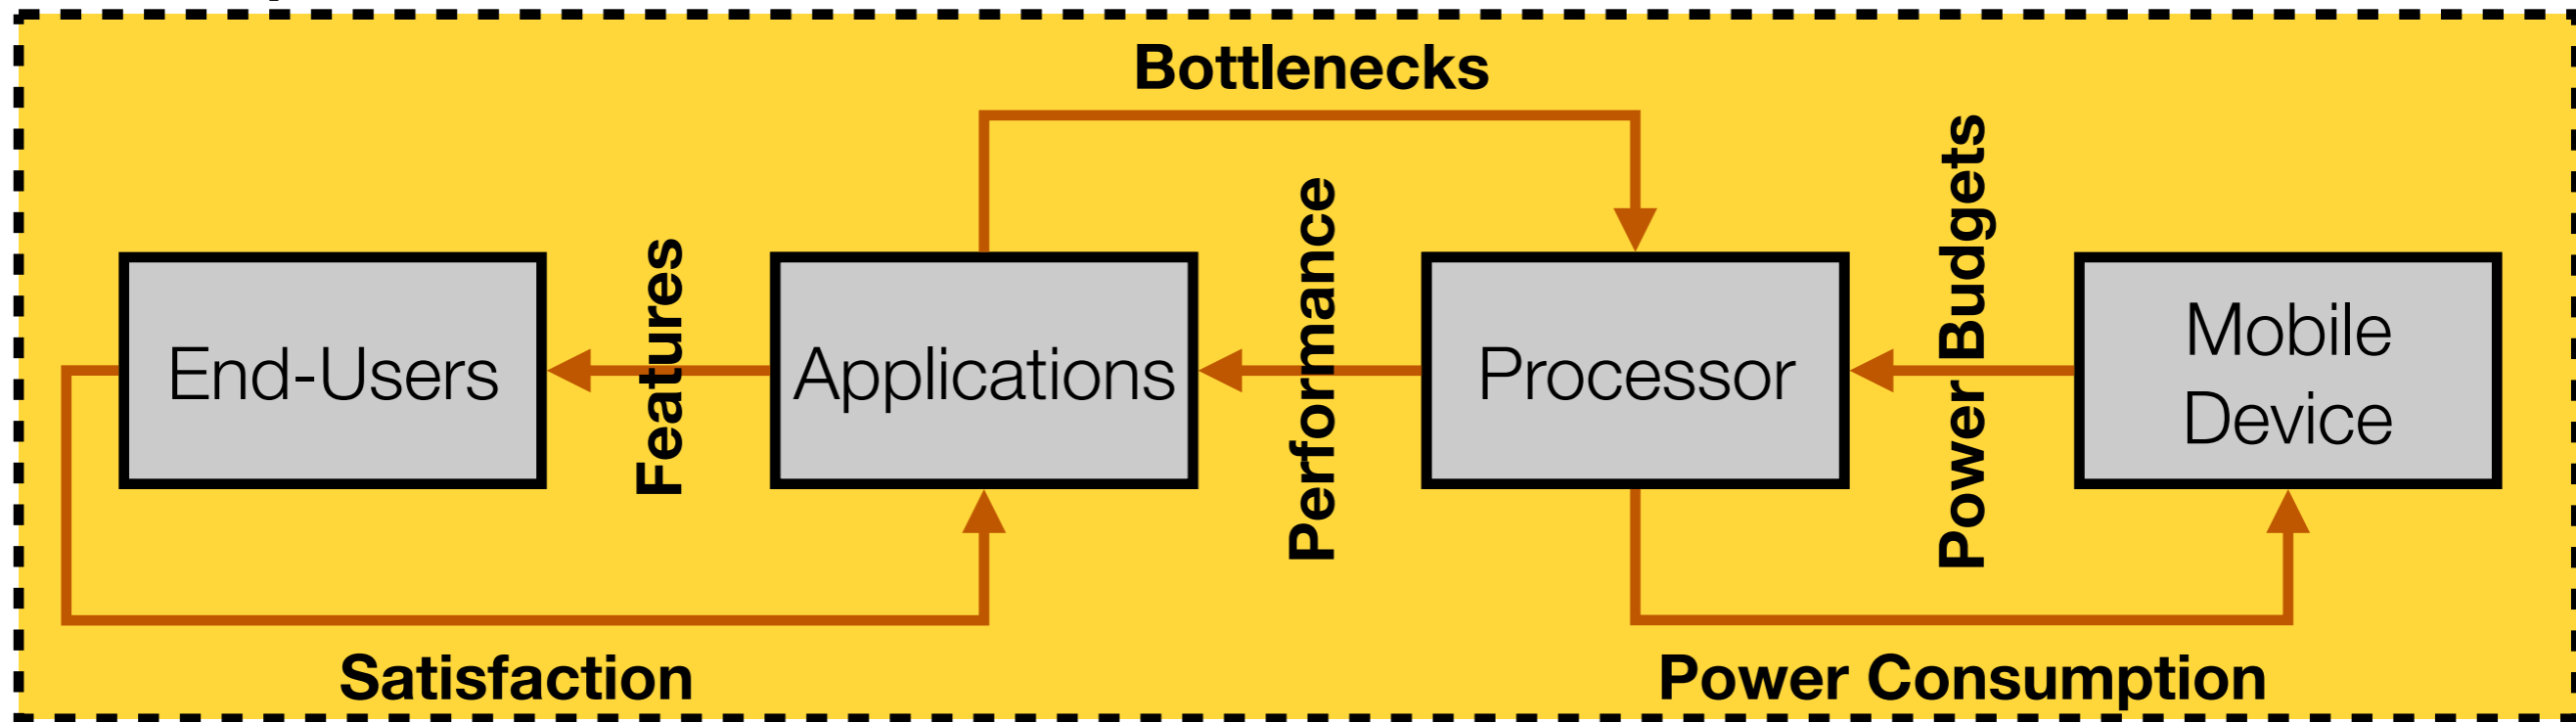 Bottlenecks
End-Users
Features
Applications
Performance
Processor
Power Budgets
Mobile
Device
Satisfaction
Power Consumption